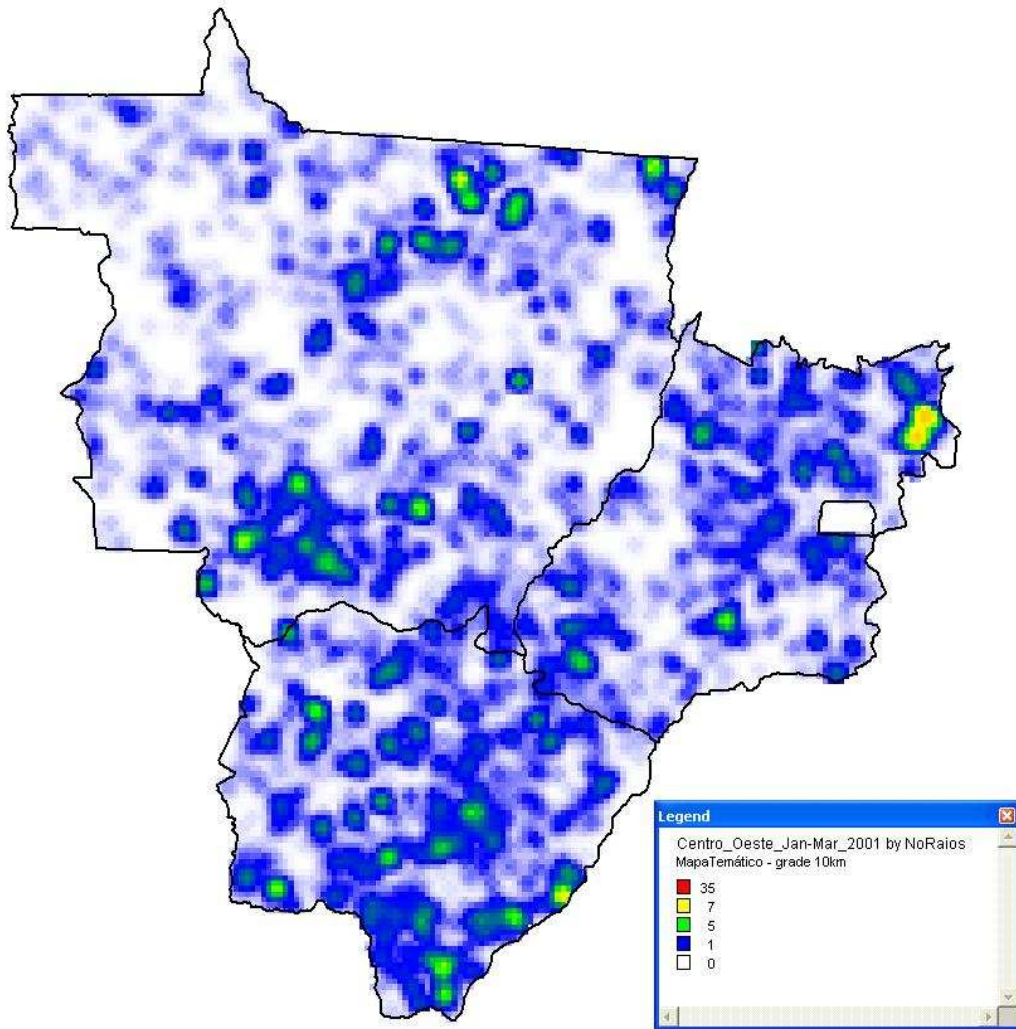 Legend
Centro_Oeste_Jan-Mar_2001 by NoRaios
MapaTemático - grade 10km
35
7
5
1
0